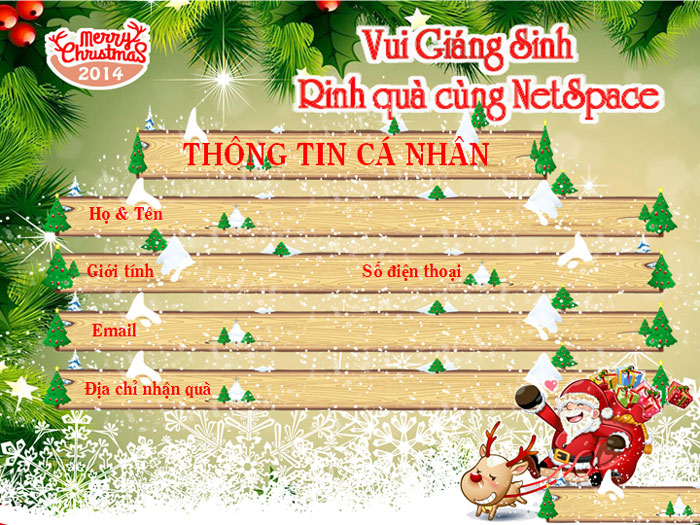 Merry
Christmas
2014
Vui Giáng Sinh
Rinh quà cùng NetSpace
THÔNG TIN CÁ NHÂN
Họ & Tên
Giới tính Số điện thoại
Email
Địa chỉ nhận quà